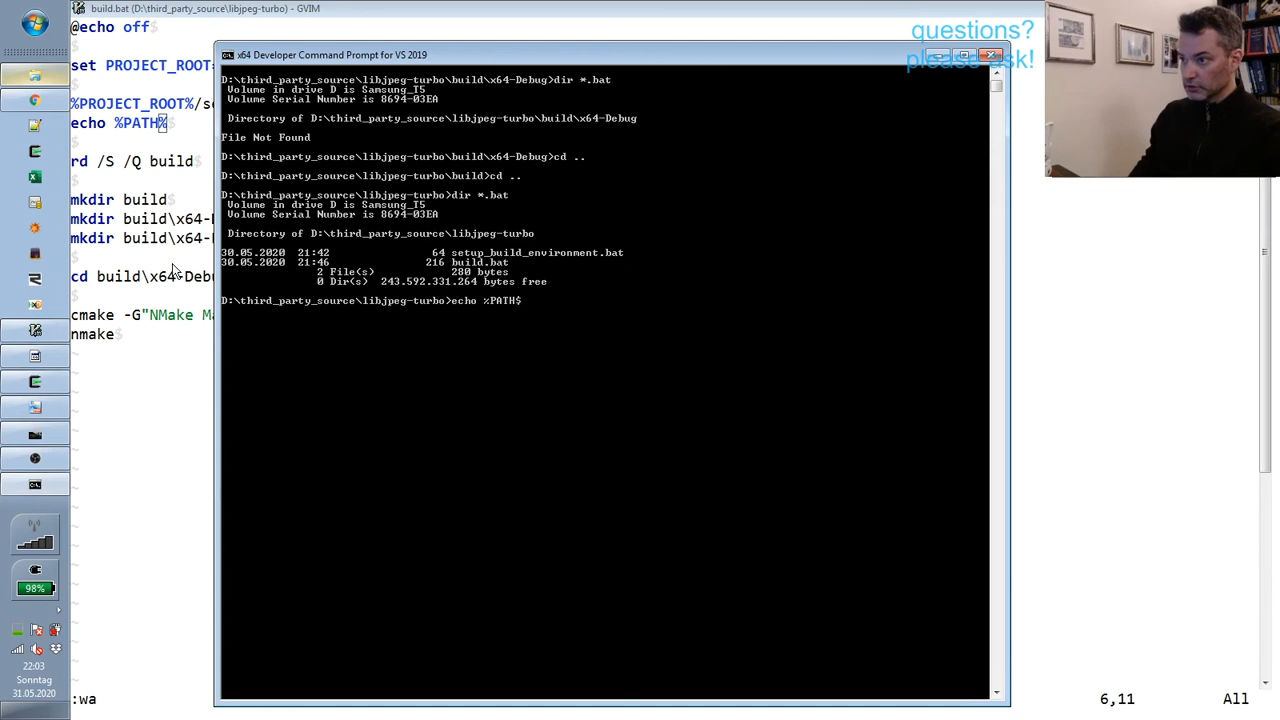 build.bat (D:\third_party_source\libjpeg-turbo) - GVIM
@echo off$
$
set PROJECT_ROOT=
$
%PROJECT_ROOT%/se
echo %PATH%$
$
rd /S /Q build$
$
mkdir build$
mkdir build\x64-D
mkdir build\x64-
$
cd build\x64-Debu
$
cmake -G"NMake Ma
nmake$
~
:wa
6,11
All
x64 Developer Command Prompt for VS 2019
D:\third_party_source\libjpeg-turbo\build\x64-Debug>dir *.bat
Volume in drive D is Samsung_T5
Volume Serial Number is 8694-03EA
Directory of D:\third_party_source\libjpeg-turbo\build\x64-Debug
File Not Found
D:\third_party_source\libjpeg-turbo\build\x64-Debug>cd ..
D:\third_party_source\libjpeg-turbo\build>cd ..
D:\third_party_source\libjpeg-turbo>dir *.bat
Volume in drive D is Samsung_T5
Volume Serial Number is 8694-03EA
Directory of D:\third_party_source\libjpeg-turbo
30.05.2020 21:42 64 setup_build_environment.bat
30.05.2020 21:46 216 build.bat
2 File(s) 280 bytes
0 Dir(s) 243.592.331.264 bytes free
D:\third_party_source\libjpeg-turbo>echo %PATH$
questions?
please ask!
98%
22:03
Sonntag
31.05.2020